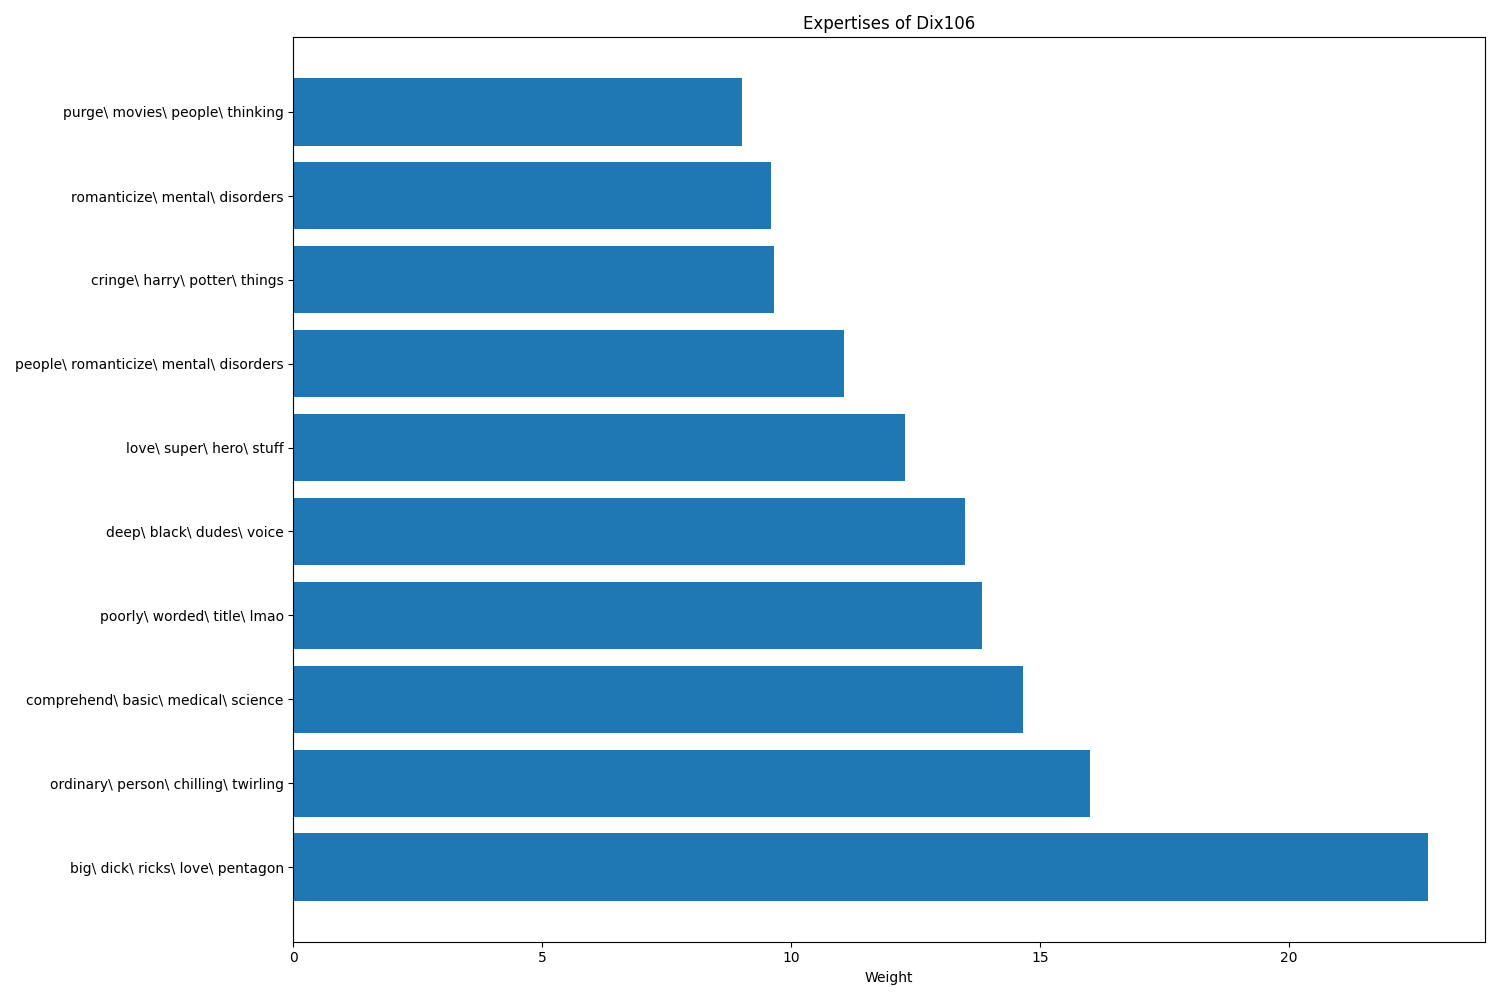 Expertises of Dix106
purge\ movies\ people\ thinking
romanticize\ mental\ disorders
cringe\ harry\ potter\ things
people\ romanticize\ mental\ disorders
love\ super\ hero\ stuff
deep\ black\ dudes\ voice
poorly\ worded\ title\ lmao
comprehend\ basic\ medical\ science
ordinary\ person\ chilling\ twirling
big\ dick\ ricks\ love\ pentagon
0 5 10 15 20
Weight